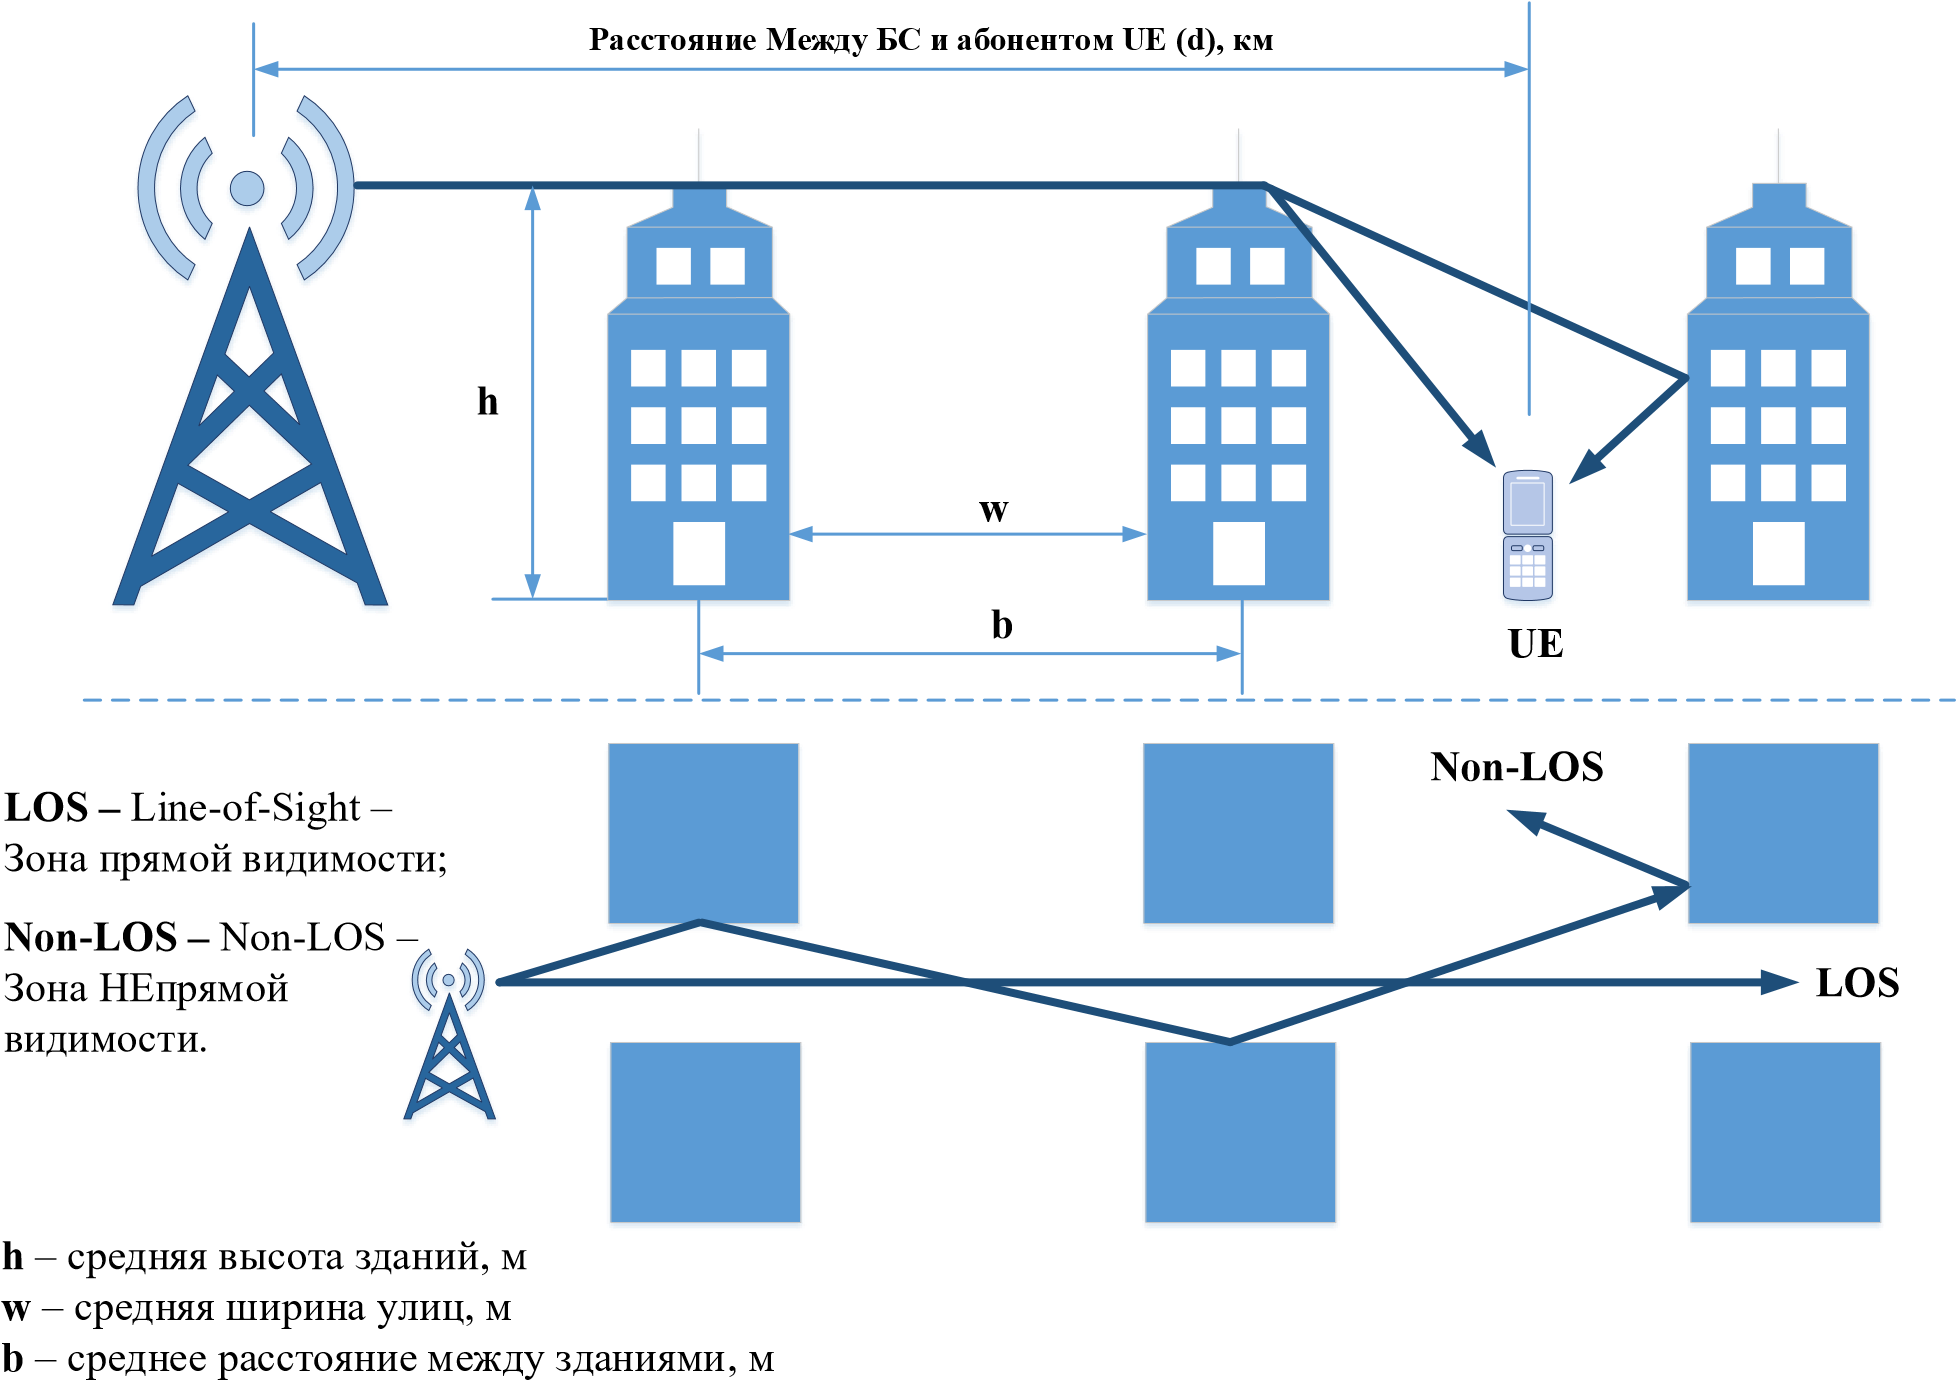 Расстояние Между БС и абонентом UE (d), км
h
w
b
UE
Non-LOS
LOS – Line-of-Sight –
Зона прямой видимости;
Non-LOS – Non-LOS –
Зона НЕпрямой
видимости.
LOS
h – средняя высота зданий, м
w – средняя ширина улиц, м
b – среднее расстояние между зданиями, м